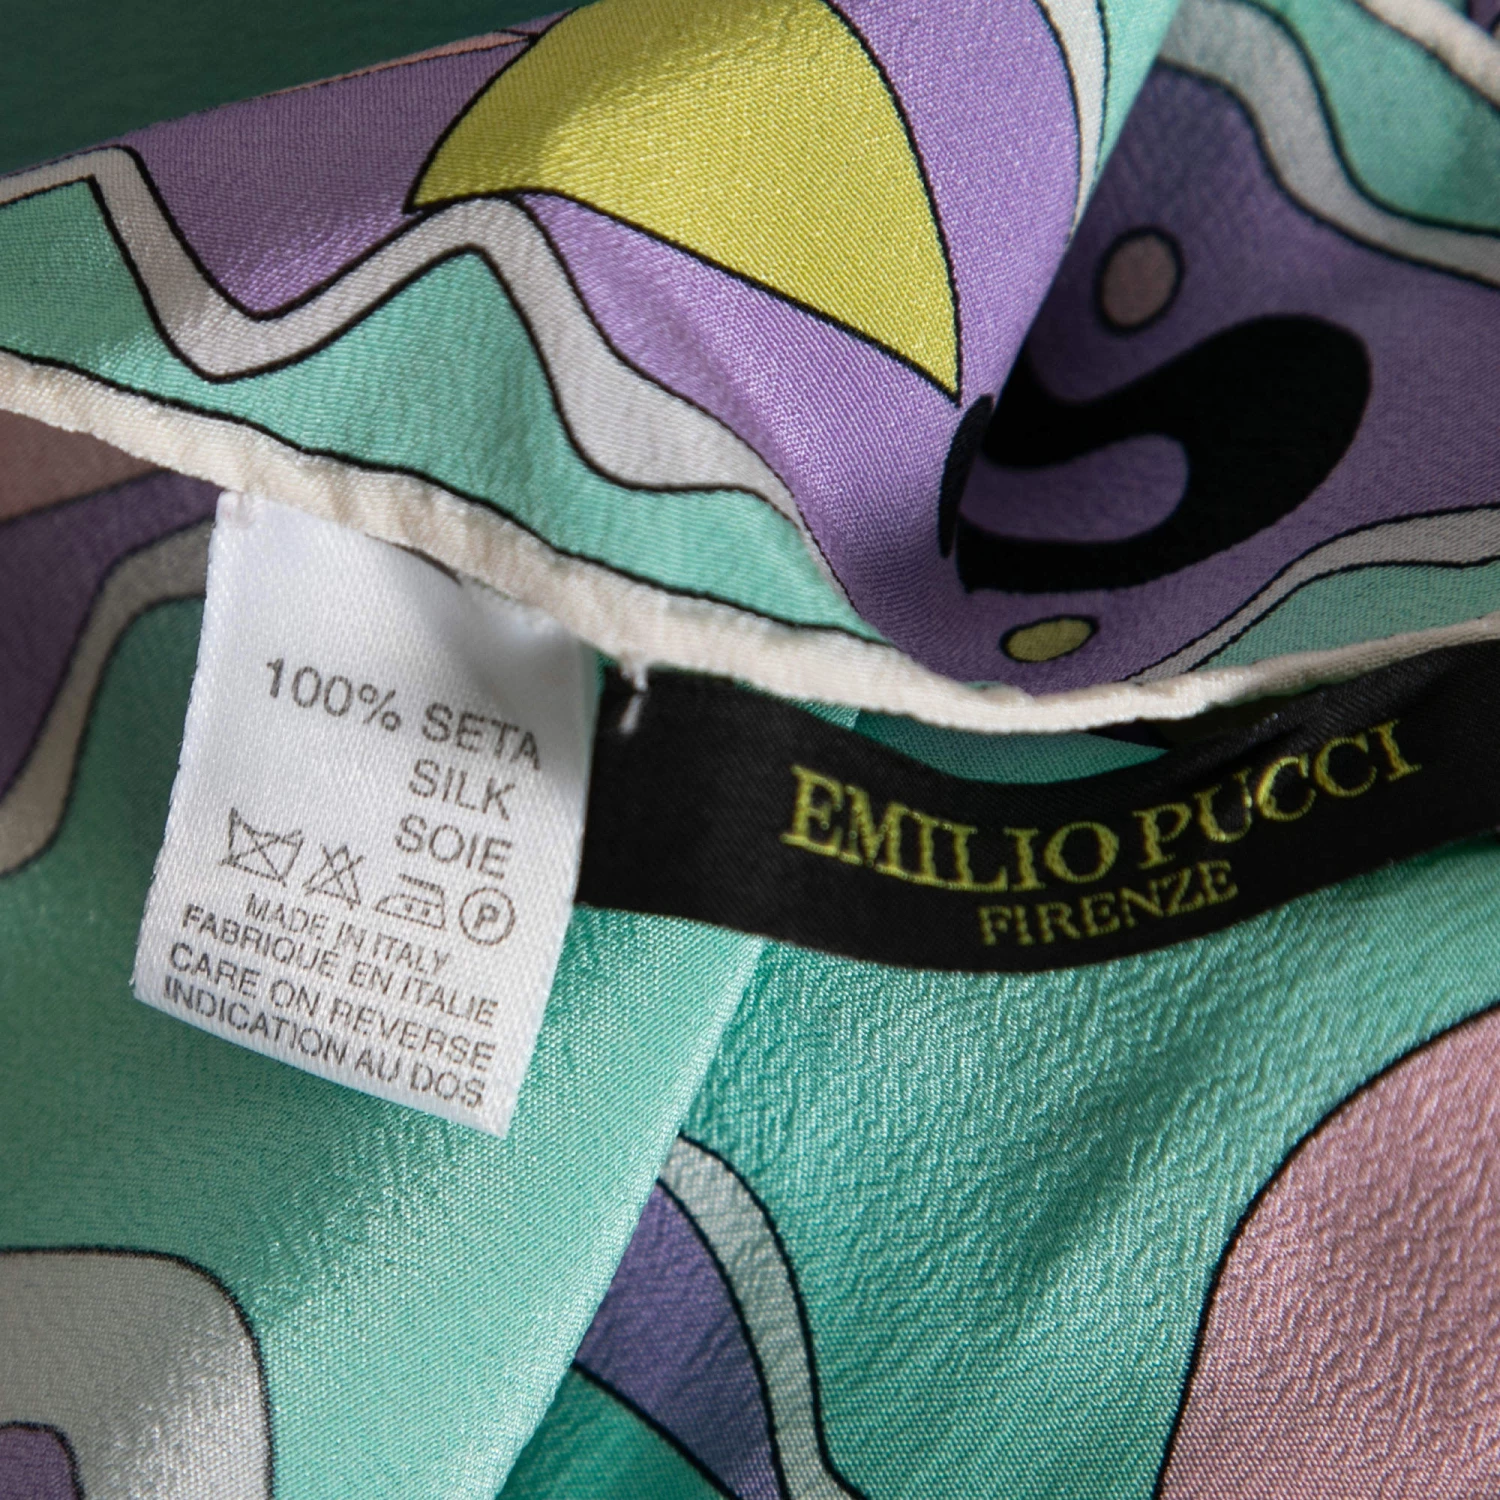 100% SETA
SILK
SOIE
P
MADE IN ITALY
FABRIQUÉ EN ITALIE
CARE ON REVERSE
INDICATION AU DOS
EMILIO PUCCI
FIRENZE